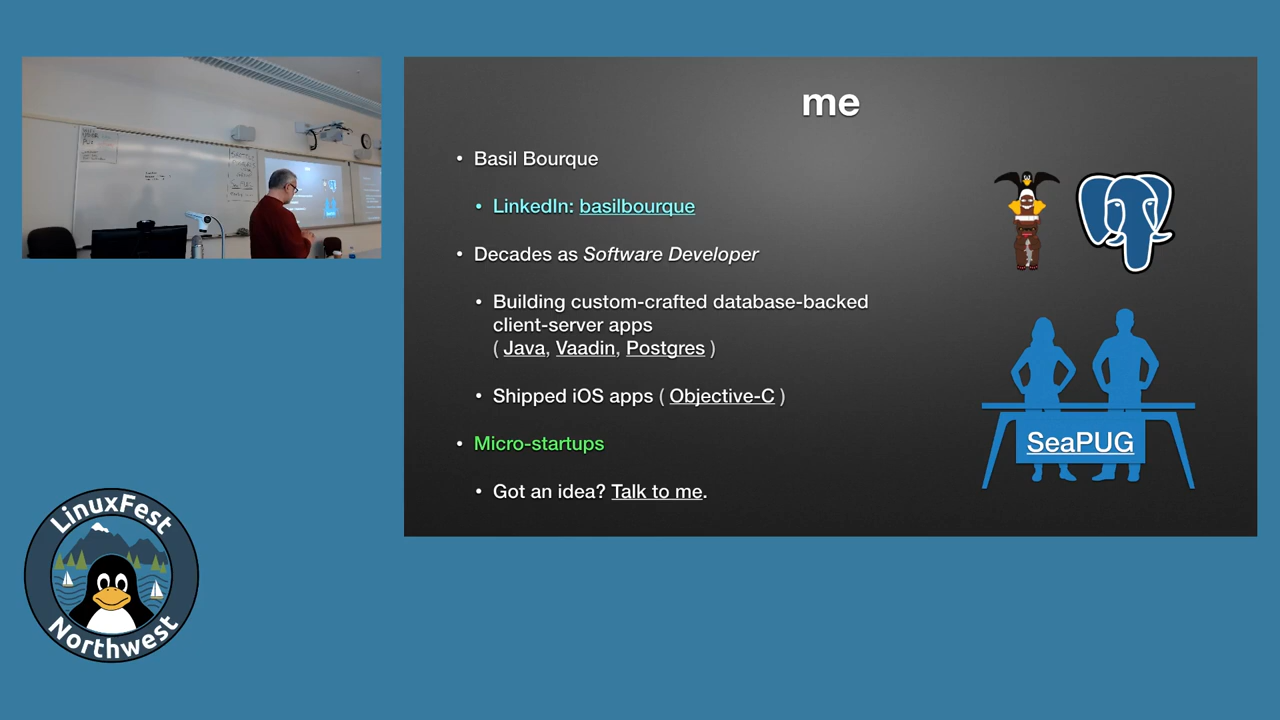 me
Basil Bourque
LinkedIn: basilbourque
Decades as Software Developer
Building custom-crafted database-backed
client-server apps
( Java, Vaadin, Postgres )
Shipped iOS apps ( Objective-C )
Micro-startups
Got an idea? Talk to me.
SeaPUG
LinuxFest
Northwest